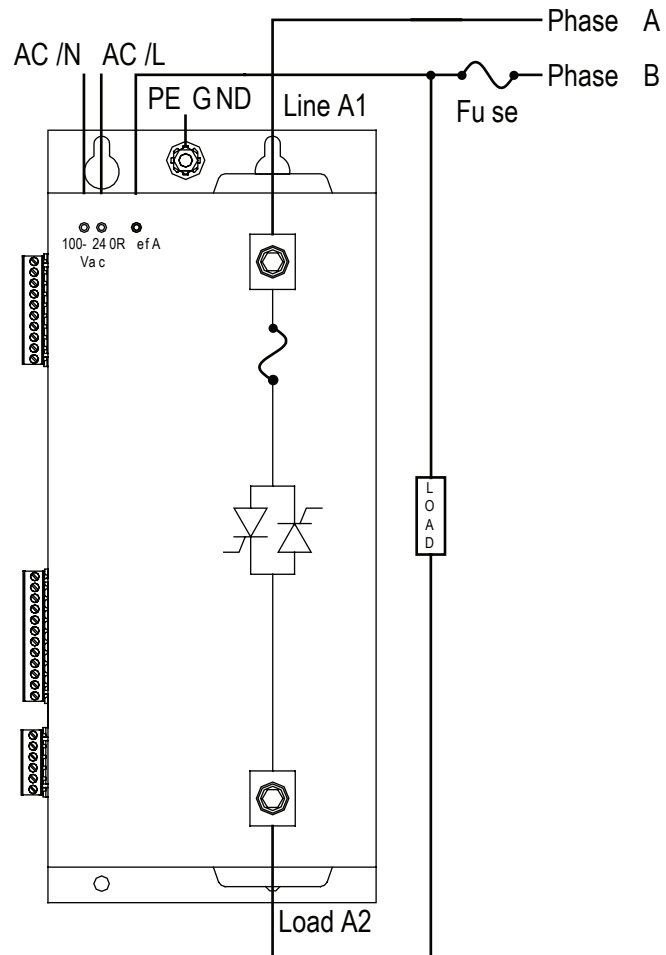 Phase A
AC /N AC /L
Phase B
PE GND
Line A1
Fu se
100- 24 0R ef A
Va c
L
O
A
D
Load A2